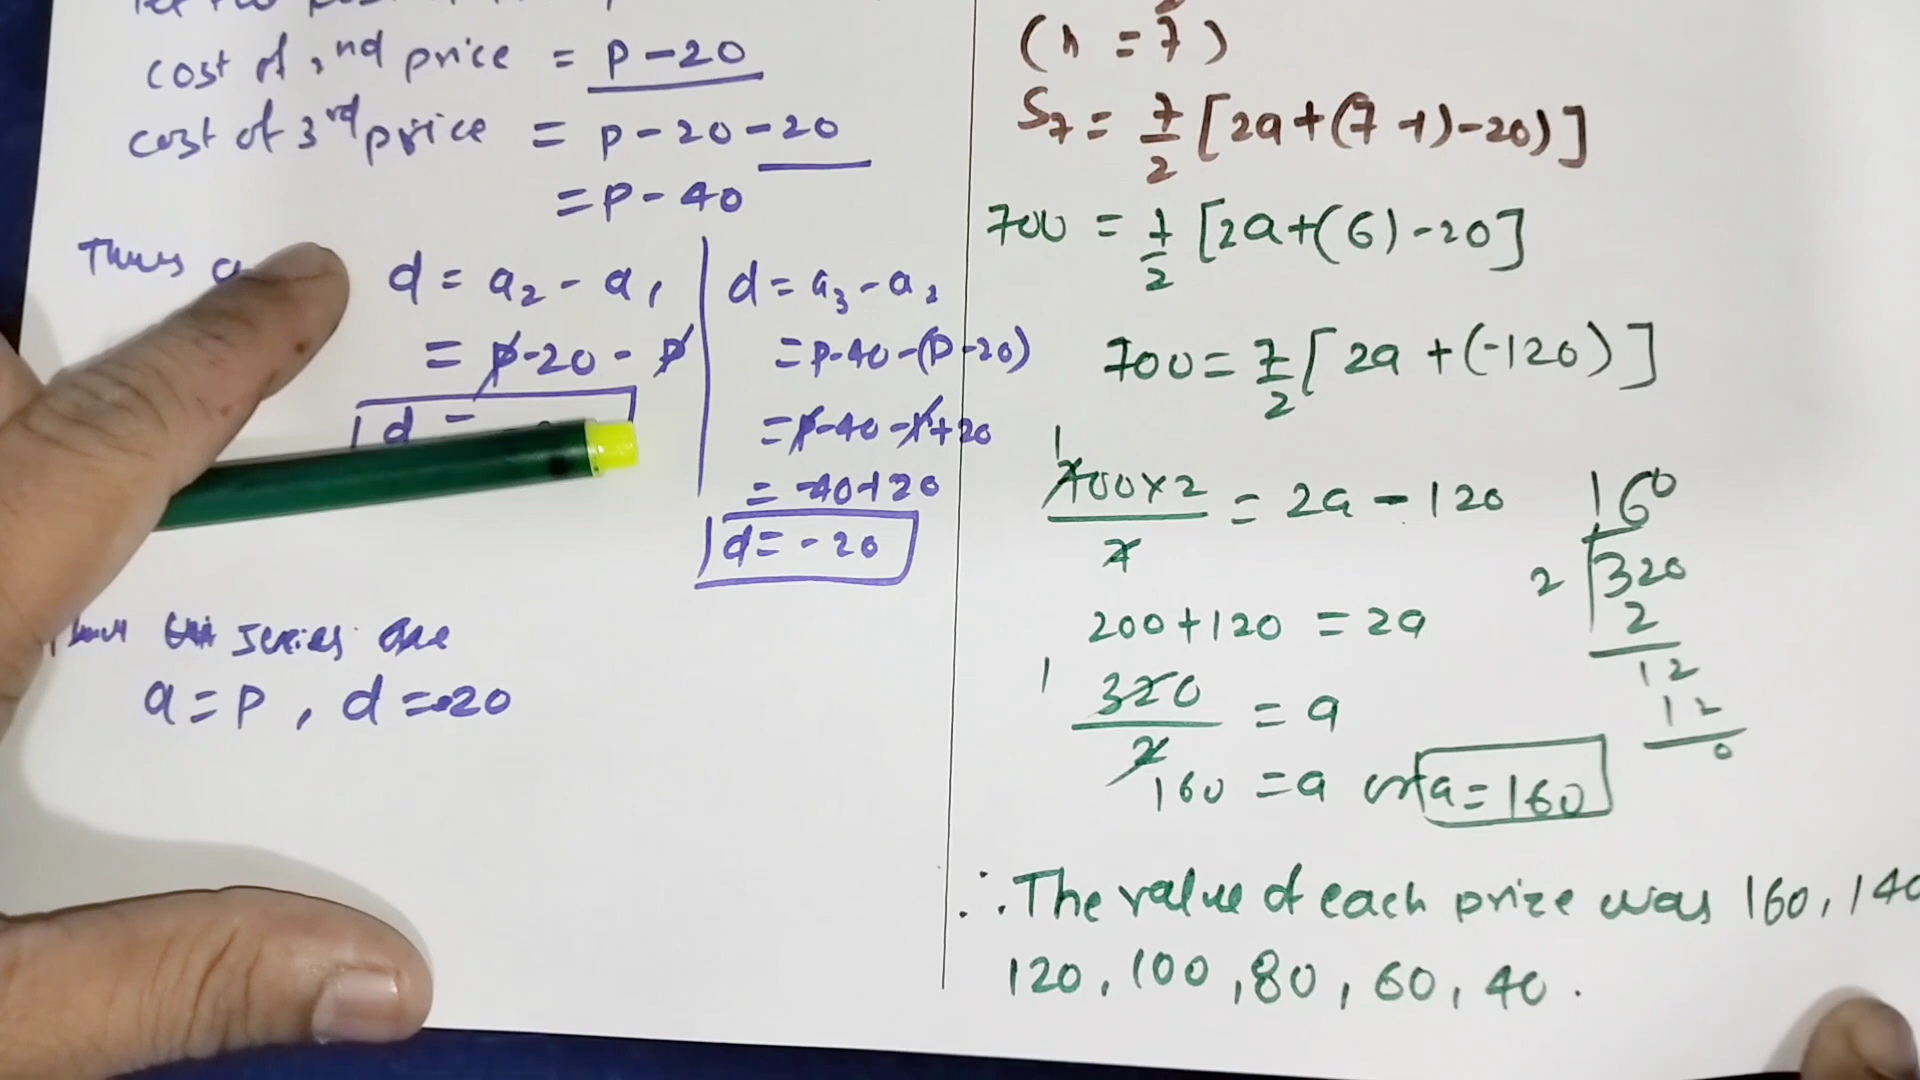 cost of 2nd price = P-20
cost of 3rd price = P-20-20
= P-40
Thus
d = a₂ - a₁
= p-20-p
d =
d = a₃ - a₂
= P-40-(P-20)
= p-40-p+20
= -40+20
d = -20
series are
a = P, d = -20
(n = 7)
S₇ = 7/2 [2a+(7-1)-20)]
700 = 7/2 [2a+(6)-20]
700 = 7/2 [2a+(-120)]
700×2/7 = 2a-120
200+120 = 2a
320/2 = a
160 = a or a = 160
160
2 320
2
12
12
0
∴ The value of each prize was 160, 140
120, 100, 80, 60, 40.